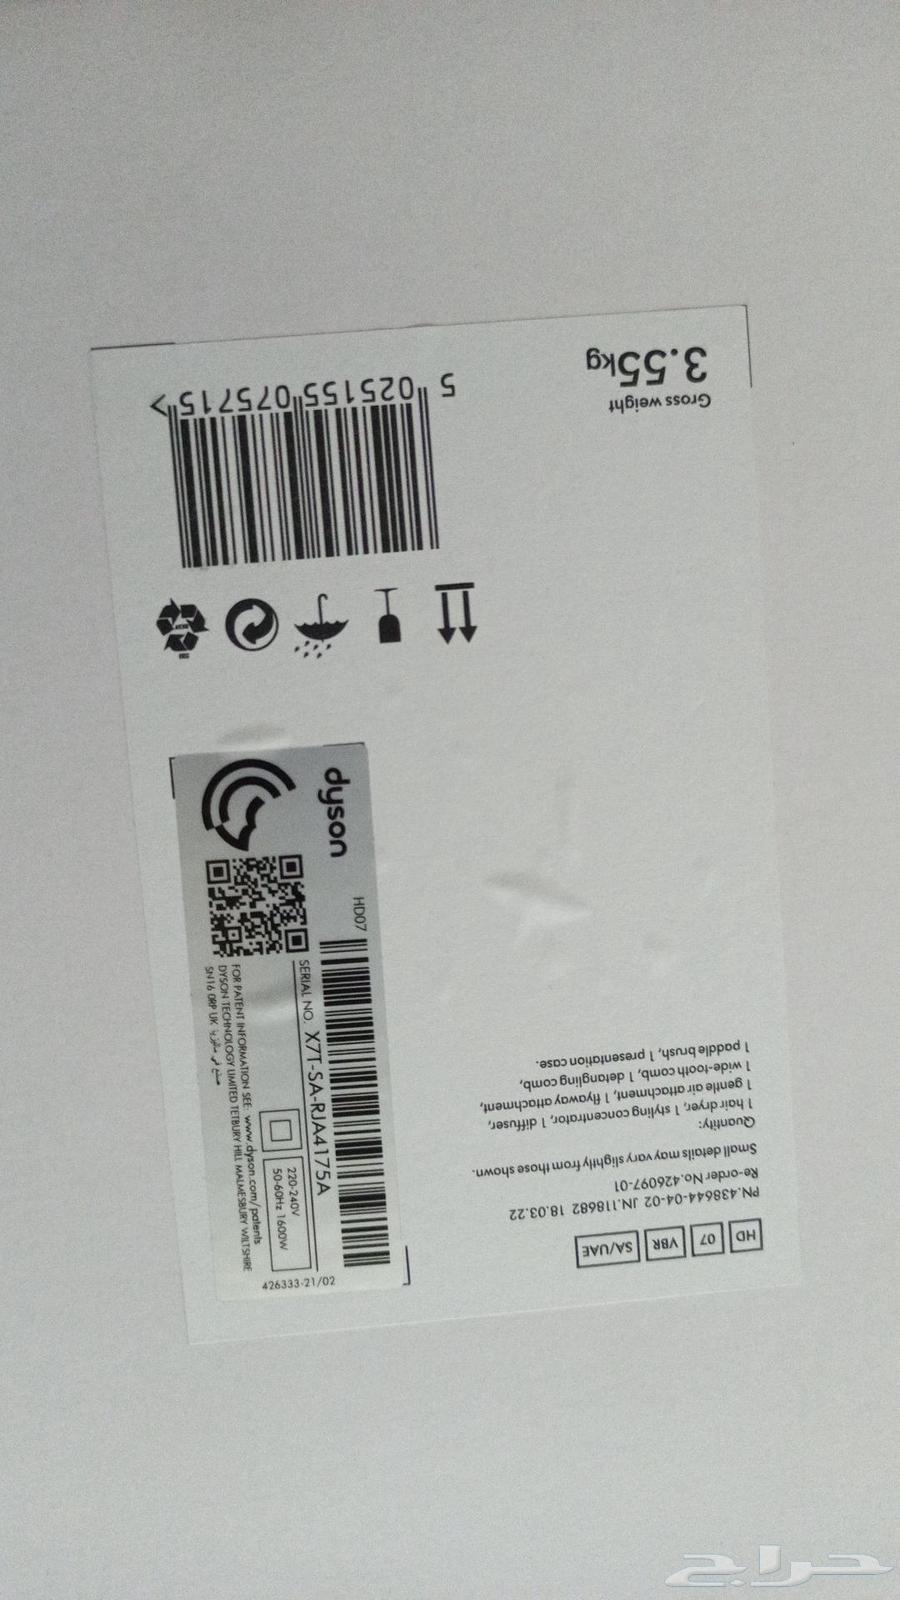 HD 07 VBR SA/UAE
PN.438644-04-02 JN.118682 18.03.22
Re-order No.426097-01
Small details may vary slightly from those shown.
Quantity:
1 hair dryer, 1 styling concentrator, 1 diffuser,
1 gentle air attachment, 1 flyaway attachment,
1 wide-tooth comb, 1 detangling comb,
1 paddle brush, 1 presentation case.
426333-21/02
220-240V
50-60Hz 1600W
SERIAL NO. X7T-SA-RJA4175A
HD07
dyson
FOR PATENT INFORMATION SEE: www.dyson.com/patents
DYSON TECHNOLOGY LIMITED TETBURY HILL MALMESBURY WILTSHIRE
SN16 0RP UK صنع في ماليزيا
Gross weight
3.55kg
5 025155 075715 >
حراج